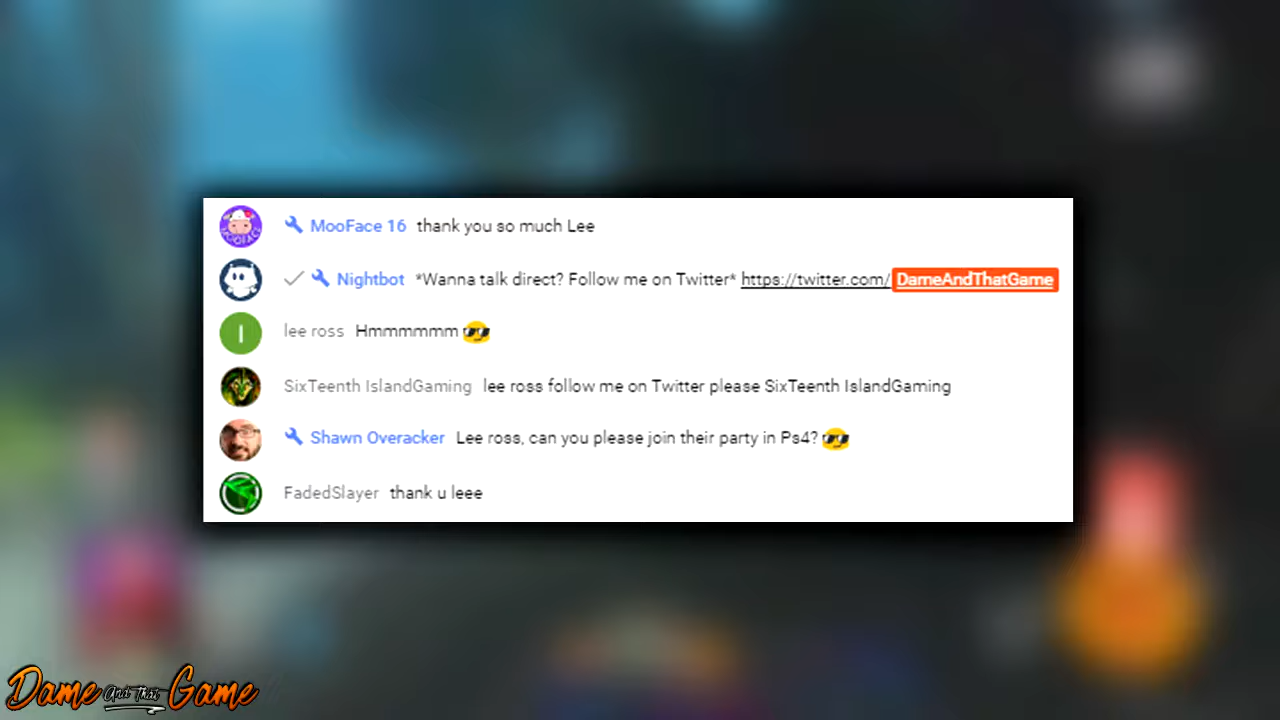 MooFace 16 thank you so much Lee
Nightbot *Wanna talk direct? Follow me on Twitter* https://twitter.com/DameAndThatGame
lee ross Hmmmmmm 😎
SixTeenth IslandGaming lee ross follow me on Twitter please SixTeenth IslandGaming
Shawn Overacker Lee ross, can you please join their party in Ps4? 😎
FadedSlayer thank u leee
Dame And That Game